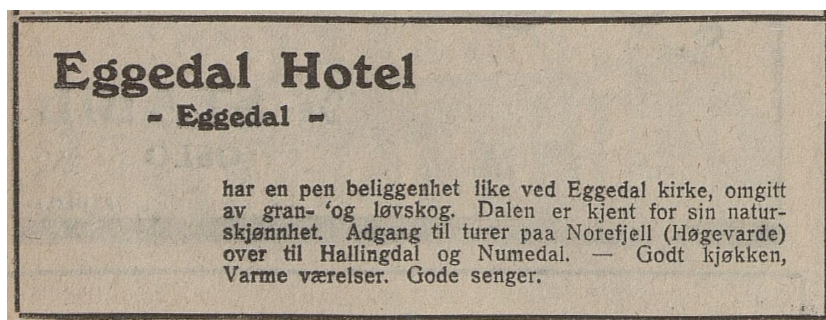 Eggedal Hotel
- Eggedal -
har en pen beliggenhet like ved Eggedal kirke, omgitt
av gran- 'og løvskog. Dalen er kjent for sin natur-
skjønnhet. Adgang til turer paa Norefjell (Høgevarde)
over til Hallingdal og Numedal. — Godt kjøkken,
Varme værelser. Gode senger.